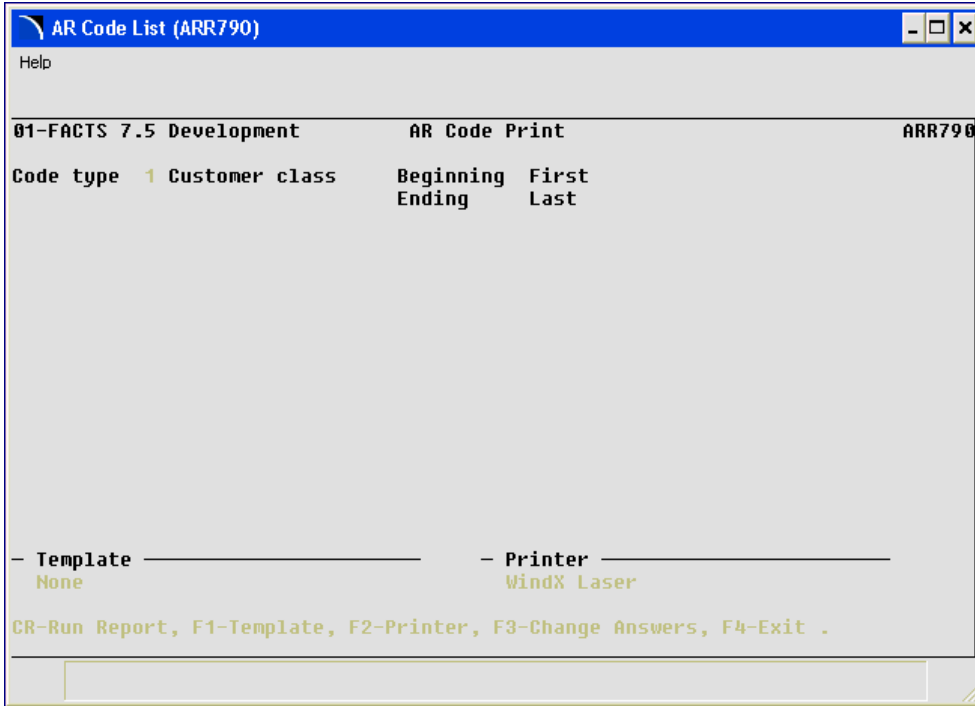 AR Code List (ARR790)
Help
01-FACTS 7.5 Development AR Code Print ARR790
Code type 1 Customer class Beginning First
Ending Last
Template Printer
None WindX Laser
CR-Run Report, F1-Template, F2-Printer, F3-Change Answers, F4-Exit .